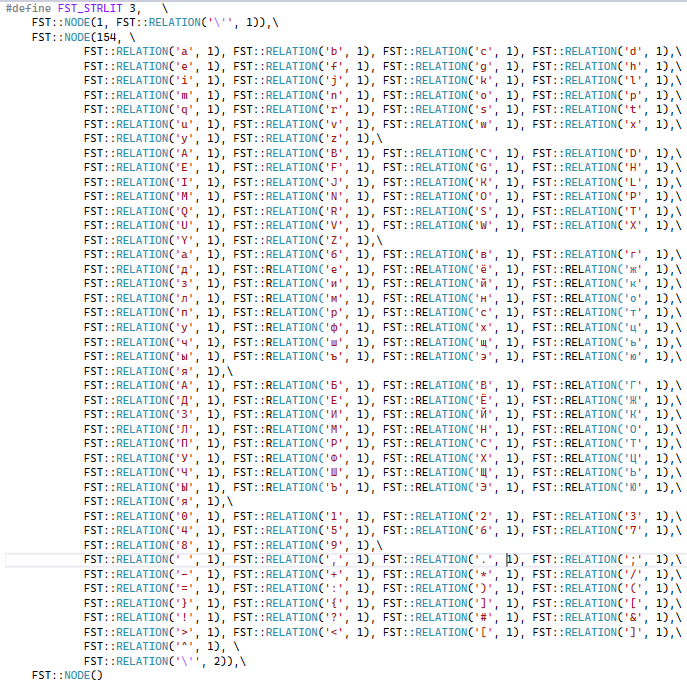 #define FST_STRLIT 3,   \
FST::NODE(1, FST::RELATION('\'', 1)),\
FST::NODE(154, \
FST::RELATION('a', 1), FST::RELATION('b', 1), FST::RELATION('c', 1), FST::RELATION('d', 1),\
FST::RELATION('e', 1), FST::RELATION('f', 1), FST::RELATION('g', 1), FST::RELATION('h', 1),\
FST::RELATION('i', 1), FST::RELATION('j', 1), FST::RELATION('k', 1), FST::RELATION('l', 1),\
FST::RELATION('m', 1), FST::RELATION('n', 1), FST::RELATION('o', 1), FST::RELATION('p', 1),\
FST::RELATION('q', 1), FST::RELATION('r', 1), FST::RELATION('s', 1), FST::RELATION('t', 1),\
FST::RELATION('u', 1), FST::RELATION('v', 1), FST::RELATION('w', 1), FST::RELATION('x', 1),\
FST::RELATION('y', 1), FST::RELATION('z', 1),\
FST::RELATION('A', 1), FST::RELATION('B', 1), FST::RELATION('C', 1), FST::RELATION('D', 1),\
FST::RELATION('E', 1), FST::RELATION('F', 1), FST::RELATION('G', 1), FST::RELATION('H', 1),\
FST::RELATION('I', 1), FST::RELATION('J', 1), FST::RELATION('K', 1), FST::RELATION('L', 1),\
FST::RELATION('M', 1), FST::RELATION('N', 1), FST::RELATION('O', 1), FST::RELATION('P', 1),\
FST::RELATION('Q', 1), FST::RELATION('R', 1), FST::RELATION('S', 1), FST::RELATION('T', 1),\
FST::RELATION('U', 1), FST::RELATION('V', 1), FST::RELATION('W', 1), FST::RELATION('X', 1),\
FST::RELATION('Y', 1), FST::RELATION('Z', 1),\
FST::RELATION('а', 1), FST::RELATION('б', 1), FST::RELATION('в', 1), FST::RELATION('г', 1),\
FST::RELATION('д', 1), FST::RELATION('е', 1), FST::RELATION('ё', 1), FST::RELATION('ж', 1),\
FST::RELATION('з', 1), FST::RELATION('и', 1), FST::RELATION('й', 1), FST::RELATION('к', 1),\
FST::RELATION('л', 1), FST::RELATION('м', 1), FST::RELATION('н', 1), FST::RELATION('о', 1),\
FST::RELATION('п', 1), FST::RELATION('р', 1), FST::RELATION('с', 1), FST::RELATION('т', 1),\
FST::RELATION('у', 1), FST::RELATION('ф', 1), FST::RELATION('х', 1), FST::RELATION('ц', 1),\
FST::RELATION('ч', 1), FST::RELATION('ш', 1), FST::RELATION('щ', 1), FST::RELATION('ь', 1),\
FST::RELATION('ы', 1), FST::RELATION('ъ', 1), FST::RELATION('э', 1), FST::RELATION('ю', 1),\
FST::RELATION('я', 1),\
FST::RELATION('А', 1), FST::RELATION('Б', 1), FST::RELATION('В', 1), FST::RELATION('Г', 1),\
FST::RELATION('Д', 1), FST::RELATION('Е', 1), FST::RELATION('Ё', 1), FST::RELATION('Ж', 1),\
FST::RELATION('З', 1), FST::RELATION('И', 1), FST::RELATION('Й', 1), FST::RELATION('К', 1),\
FST::RELATION('Л', 1), FST::RELATION('М', 1), FST::RELATION('Н', 1), FST::RELATION('О', 1),\
FST::RELATION('П', 1), FST::RELATION('Р', 1), FST::RELATION('С', 1), FST::RELATION('Т', 1),\
FST::RELATION('У', 1), FST::RELATION('Ф', 1), FST::RELATION('Х', 1), FST::RELATION('Ц', 1),\
FST::RELATION('Ч', 1), FST::RELATION('Ш', 1), FST::RELATION('Щ', 1), FST::RELATION('Ь', 1),\
FST::RELATION('Ы', 1), FST::RELATION('Ъ', 1), FST::RELATION('Э', 1), FST::RELATION('Ю', 1),\
FST::RELATION('я', 1),\
FST::RELATION('0', 1), FST::RELATION('1', 1), FST::RELATION('2', 1), FST::RELATION('3', 1),\
FST::RELATION('4', 1), FST::RELATION('5', 1), FST::RELATION('6', 1), FST::RELATION('7', 1),\
FST::RELATION('8', 1), FST::RELATION('9', 1),\
FST::RELATION(' ', 1), FST::RELATION(',', 1), FST::RELATION('.', 1), FST::RELATION(';', 1),\
FST::RELATION('-', 1), FST::RELATION('+', 1), FST::RELATION('*', 1), FST::RELATION('/', 1),\
FST::RELATION('=', 1), FST::RELATION(':', 1), FST::RELATION(')', 1), FST::RELATION('(', 1),\
FST::RELATION('}', 1), FST::RELATION('{', 1), FST::RELATION(']', 1), FST::RELATION('[', 1),\
FST::RELATION('!', 1), FST::RELATION('?', 1), FST::RELATION('#', 1), FST::RELATION('&', 1),\
FST::RELATION('>', 1), FST::RELATION('<', 1), FST::RELATION('[', 1), FST::RELATION(']', 1),\
FST::RELATION('^', 1), \
FST::RELATION('\'', 2)),\
FST::NODE()